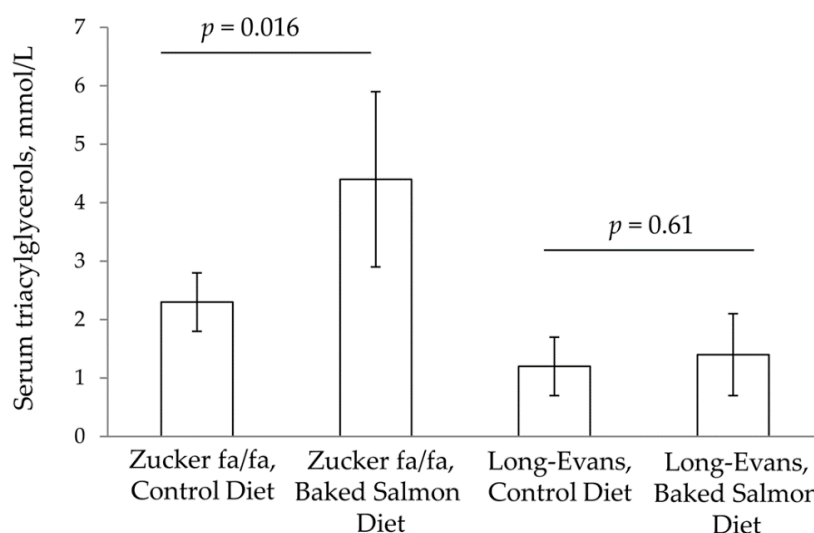 Serum triacylglycerols, mmol/L
7
6
5
4
3
2
1
0
p = 0.016
p = 0.61
Zucker fa/fa,
Control Diet
Zucker fa/fa,
Baked Salmon
Diet
Long-Evans,
Control Diet
Long-Evans,
Baked Salmon
Diet